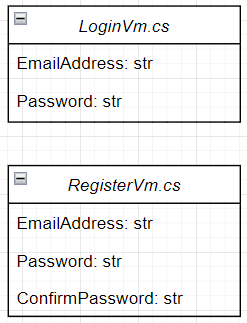 LoginVm.cs
EmailAddress: str
Password: str
RegisterVm.cs
EmailAddress: str
Password: str
ConfirmPassword: str